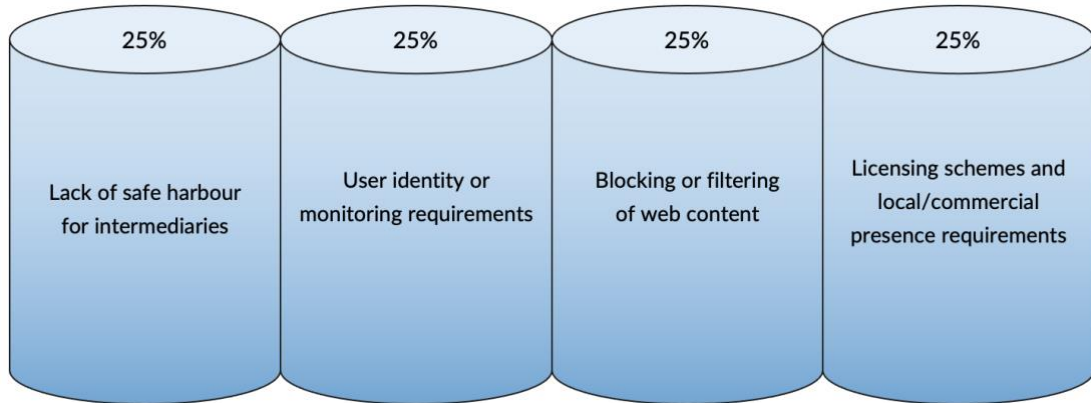 25%
25%
25%
25%
Lack of safe harbour
for intermediaries
User identity or
monitoring requirements
Blocking or filtering
of web content
Licensing schemes and
local/commercial
presence requirements